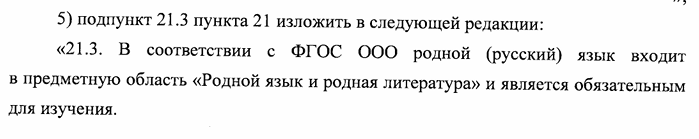 5) подпункт 21.3 пункта 21 изложить в следующей редакции:
«21.3. В соответствии с ФГОС ООО родной (русский) язык входит
в предметную область «Родной язык и родная литература» и является обязательным
для изучения.